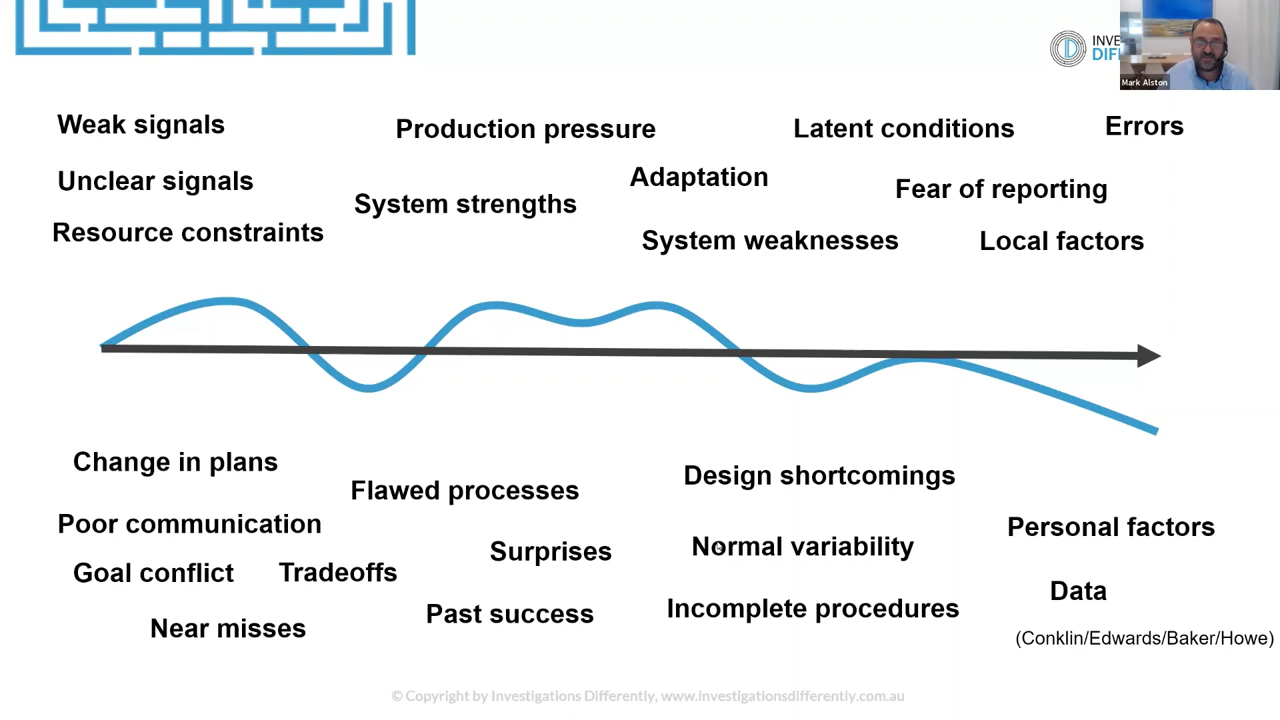 INVE
DIF
Mark Alston
Weak signals
Production pressure
Latent conditions
Errors
Unclear signals
Adaptation
Fear of reporting
System strengths
Resource constraints
System weaknesses
Local factors
Change in plans
Flawed processes
Design shortcomings
Poor communication
Personal factors
Surprises
Normal variability
Goal conflict
Tradeoffs
Data
Past success
Incomplete procedures
Near misses
(Conklin/Edwards/Baker/Howe)
© Copyright by Investigations Differently, www.investigationsdifferently.com.au